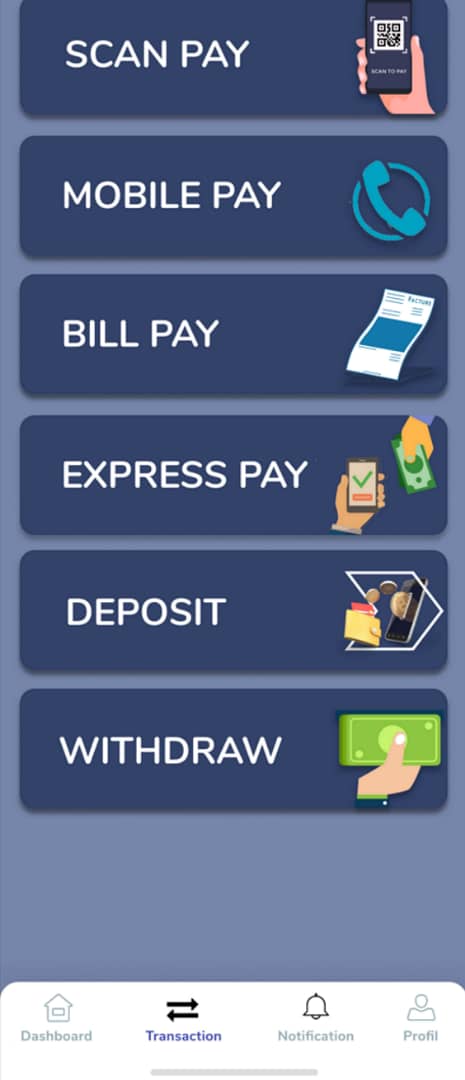 SCAN PAY
SCAN TO PAY
MOBILE PAY
BILL PAY
FACTURE
EXPRESS PAY
DEPOSIT
WITHDRAW
Dashboard
Transaction
Notification
Profil